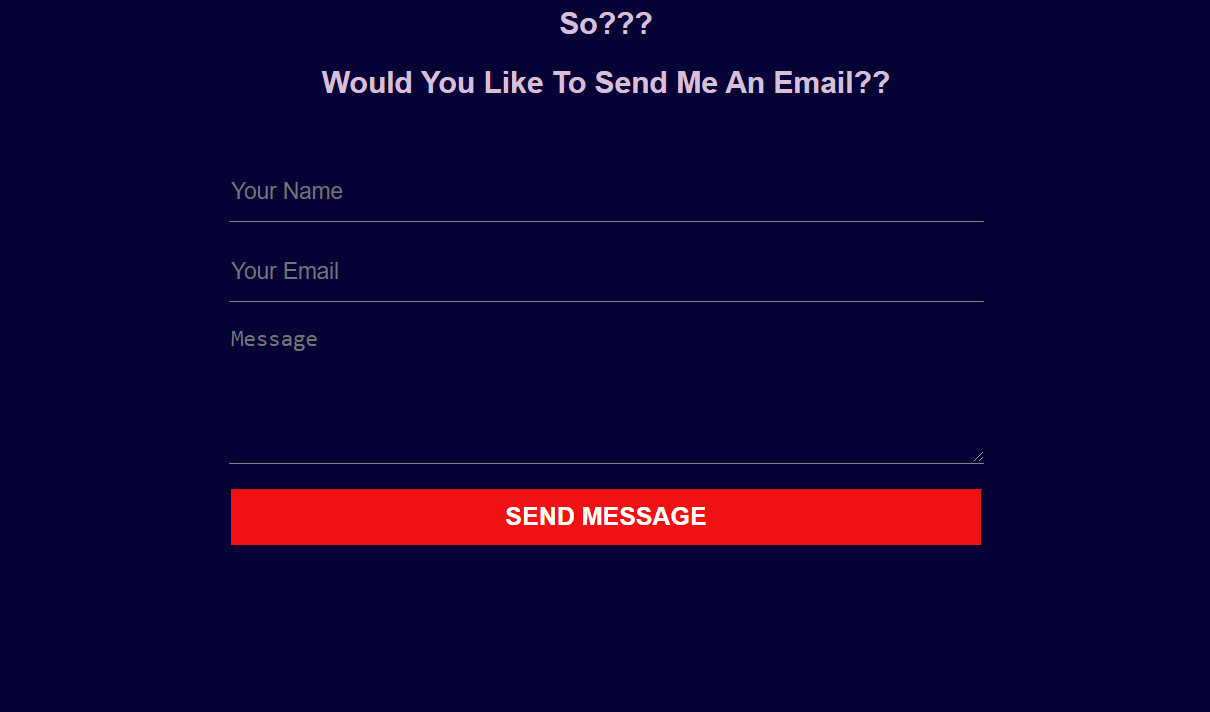 So???
Would You Like To Send Me An Email??
Your Name
Your Email
Message
SEND MESSAGE